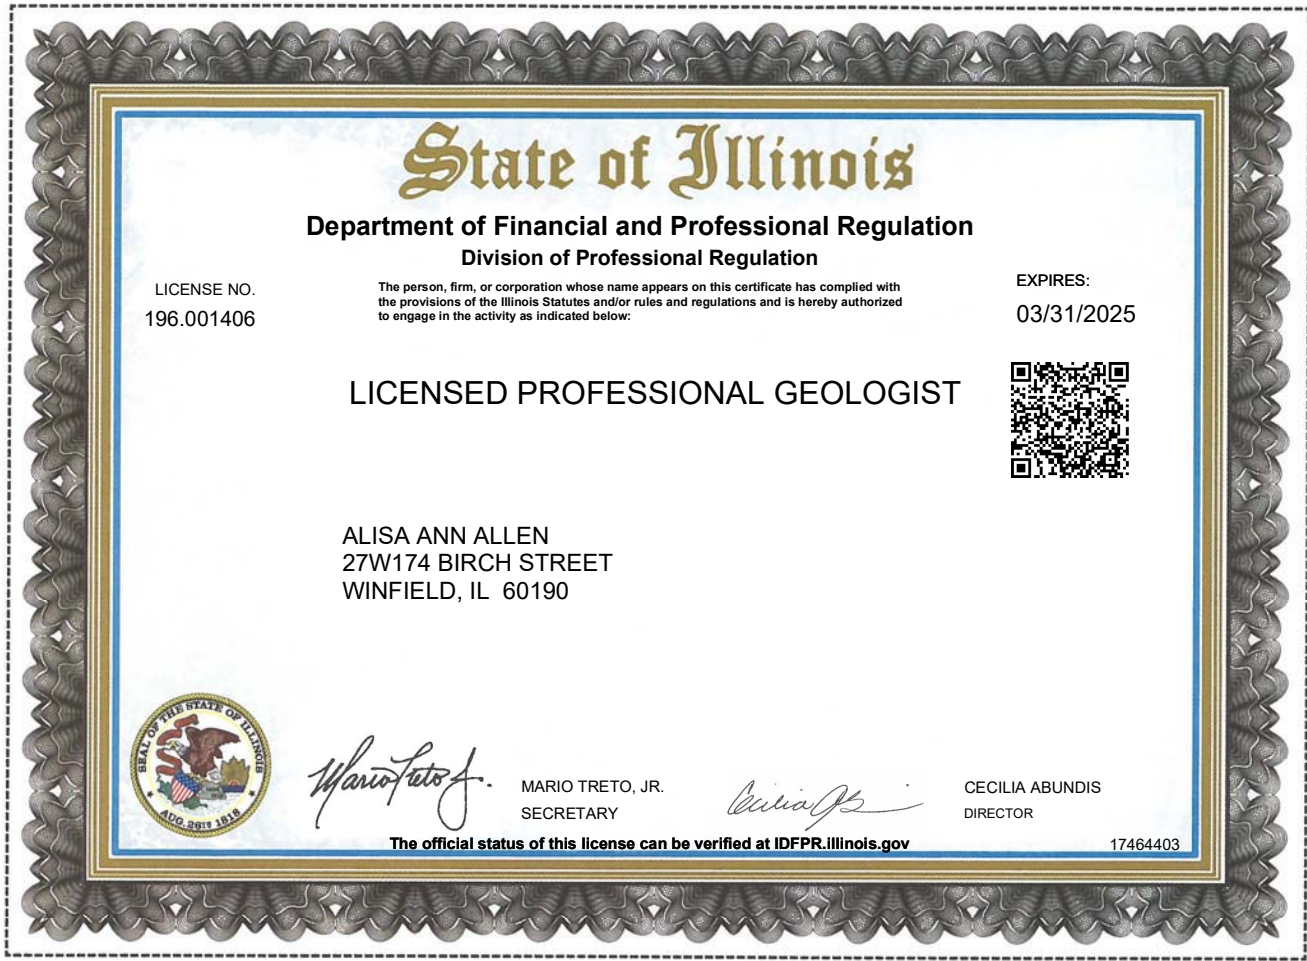 State of Illinois
Department of Financial and Professional Regulation
Division of Professional Regulation
LICENSE NO.
196.001406
The person, firm, or corporation whose name appears on this certificate has complied with
the provisions of the Illinois Statutes and/or rules and regulations and is hereby authorized
to engage in the activity as indicated below:
EXPIRES:
03/31/2025
LICENSED PROFESSIONAL GEOLOGIST
ALISA ANN ALLEN
27W174 BIRCH STREET
WINFIELD, IL 60190
SEAL OF THE STATE OF ILLINOIS
AUG. 26TH 1818
Mario Treto Jr.
MARIO TRETO, JR.
SECRETARY
Cecilia
CECILIA ABUNDIS
DIRECTOR
The official status of this license can be verified at IDFPR.illinois.gov
17464403